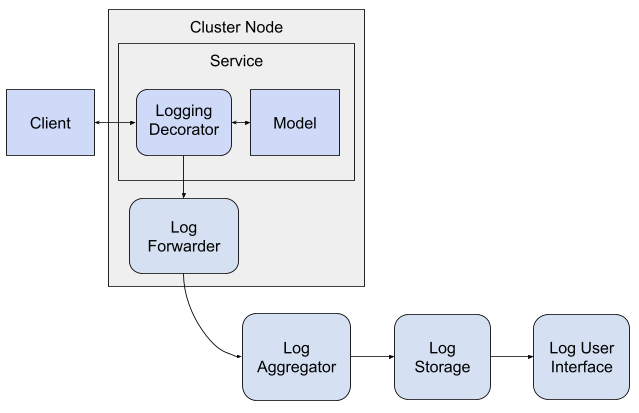 Cluster Node
Service
Client
Logging
Decorator
Model
Log
Forwarder
Log
Aggregator
Log
Storage
Log User
Interface